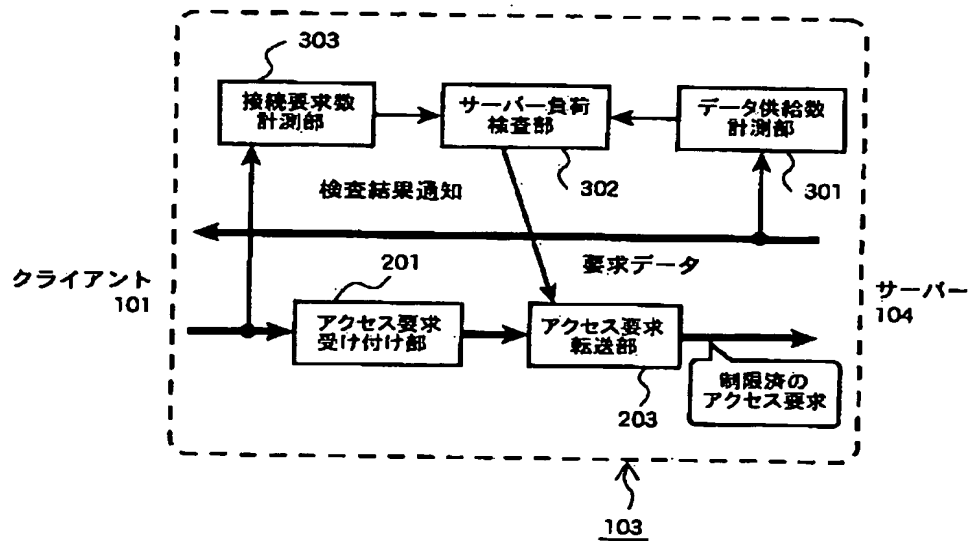 303
接続要求数
計測部
サーバー負荷
検査部
データ供給数
計測部
302
301
検査結果通知
要求データ
クライアント
101
201
サーバー
104
アクセス要求
受け付け部
アクセス要求
転送部
203
制限済の
アクセス要求
103